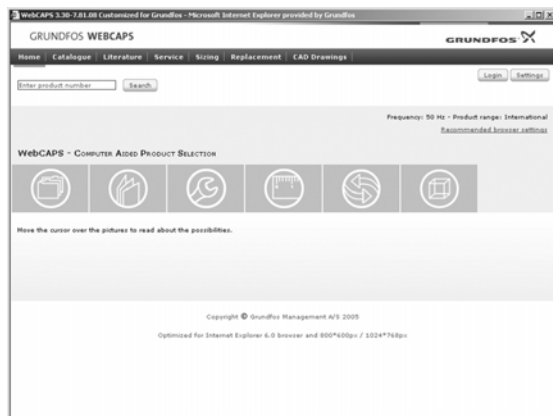 WebCAPS 3.30-7.01.08 Customized for Grundfos - Microsoft Internet Explorer provided by Grundfos
GRUNDFOS WEBCAPS
GRUNDFOS
Home Catalogue Literature Service Sizing Replacement CAD Drawings
Login Settings
Enter product number Search
Frequency: 50 Hz - Product range: International
Recommended browser settings
WebCAPS - Computer Aided Product Selection
Move the cursor over the pictures to read about the possibilities.
Copyright © Grundfos Management A/S 2005
Optimized for Internet Explorer 6.0 browser and 800*600px / 1024*768px